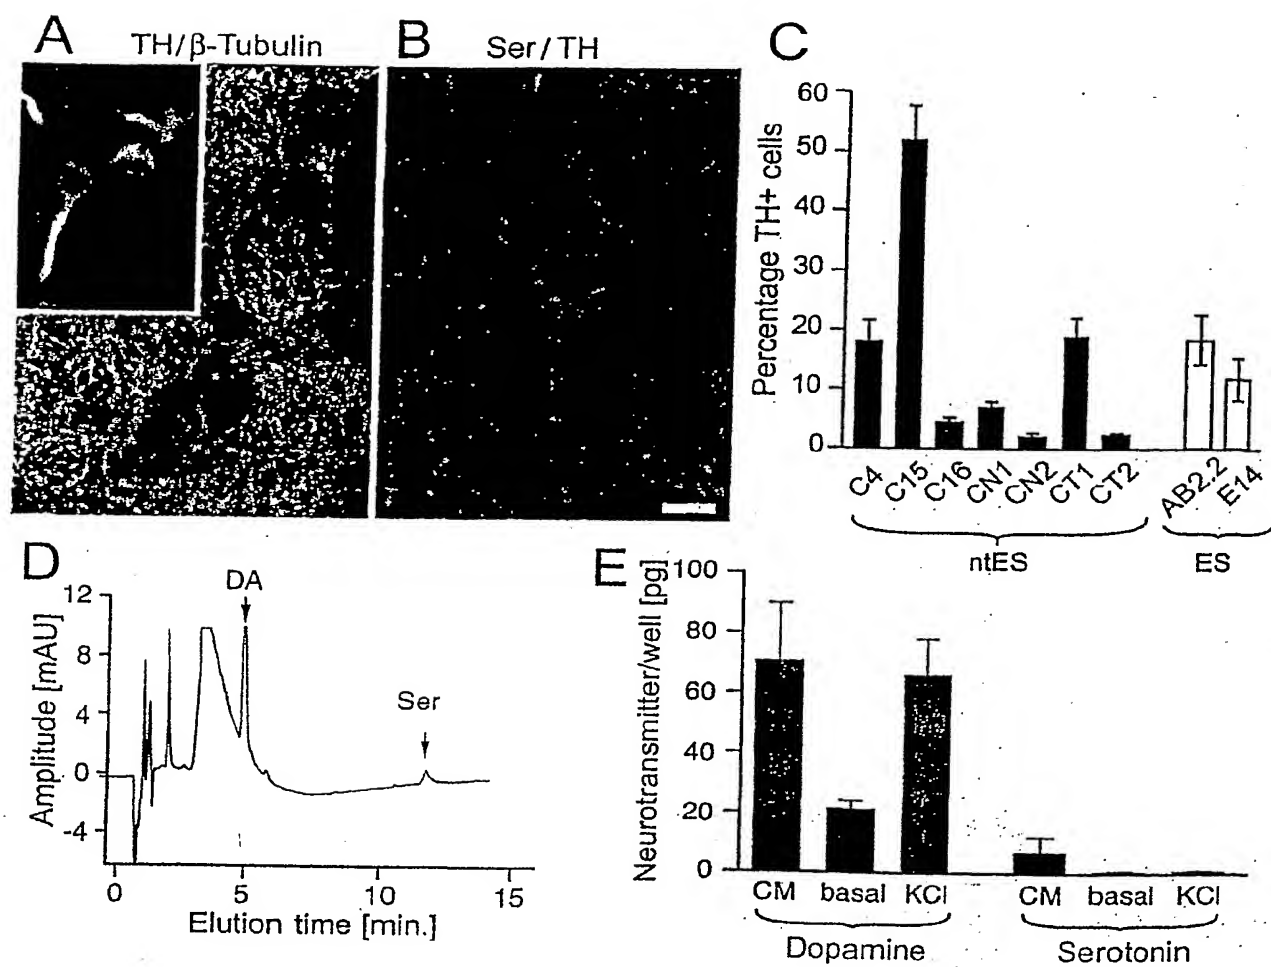 A
TH/β-Tubulin
B
Ser/TH
C
Percentage TH+ cells
60
50
40
30
20
10
0
C4
C15
C16
CN1
CN2
CT1
CT2
AB2.2
E14
ntES
ES
D
Amplitude [mAU]
12
8
4
0
-4
DA
Ser
0
5
10
15
Elution time [min.]
E
Neurotransmitter/well [pg]
100
80
60
40
20
0
CM
basal
KCl
CM
basal
KCl
Dopamine
Serotonin